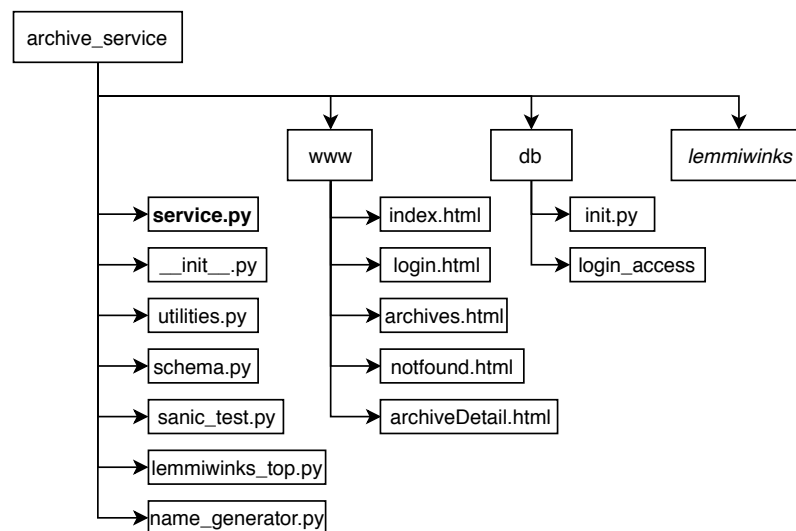 archive_service
www
db
lemmiwinks
service.py
index.html
init.py
__init__.py
login.html
login_access
utilities.py
archives.html
schema.py
notfound.html
sanic_test.py
archiveDetail.html
lemmiwinks_top.py
name_generator.py